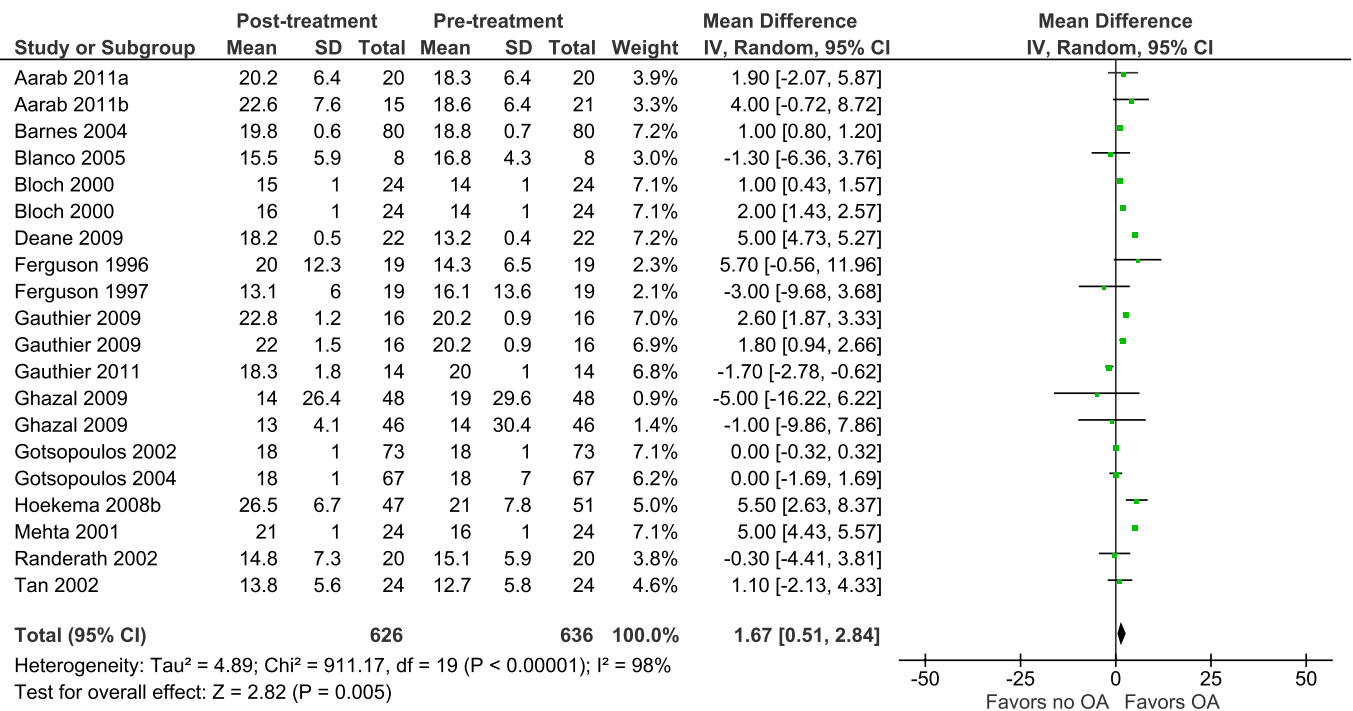 Post-treatment Pre-treatment Mean Difference Mean Difference
Study or Subgroup Mean SD Total Mean SD Total Weight IV, Random, 95% CI IV, Random, 95% CI
Aarab 2011a 20.2 6.4 20 18.3 6.4 20 3.9% 1.90 [-2.07, 5.87]
Aarab 2011b 22.6 7.6 15 18.6 6.4 21 3.3% 4.00 [-0.72, 8.72]
Barnes 2004 19.8 0.6 80 18.8 0.7 80 7.2% 1.00 [0.80, 1.20]
Blanco 2005 15.5 5.9 8 16.8 4.3 8 3.0% -1.30 [-6.36, 3.76]
Bloch 2000 15 1 24 14 1 24 7.1% 1.00 [0.43, 1.57]
Bloch 2000 16 1 24 14 1 24 7.1% 2.00 [1.43, 2.57]
Deane 2009 18.2 0.5 22 13.2 0.4 22 7.2% 5.00 [4.73, 5.27]
Ferguson 1996 20 12.3 19 14.3 6.5 19 2.3% 5.70 [-0.56, 11.96]
Ferguson 1997 13.1 6 19 16.1 13.6 19 2.1% -3.00 [-9.68, 3.68]
Gauthier 2009 22.8 1.2 16 20.2 0.9 16 7.0% 2.60 [1.87, 3.33]
Gauthier 2009 22 1.5 16 20.2 0.9 16 6.9% 1.80 [0.94, 2.66]
Gauthier 2011 18.3 1.8 14 20 1 14 6.8% -1.70 [-2.78, -0.62]
Ghazal 2009 14 26.4 48 19 29.6 48 0.9% -5.00 [-16.22, 6.22]
Ghazal 2009 13 4.1 46 14 30.4 46 1.4% -1.00 [-9.86, 7.86]
Gotsopoulos 2002 18 1 73 18 1 73 7.1% 0.00 [-0.32, 0.32]
Gotsopoulos 2004 18 1 67 18 7 67 6.2% 0.00 [-1.69, 1.69]
Hoekema 2008b 26.5 6.7 47 21 7.8 51 5.0% 5.50 [2.63, 8.37]
Mehta 2001 21 1 24 16 1 24 7.1% 5.00 [4.43, 5.57]
Randerath 2002 14.8 7.3 20 15.1 5.9 20 3.8% -0.30 [-4.41, 3.81]
Tan 2002 13.8 5.6 24 12.7 5.8 24 4.6% 1.10 [-2.13, 4.33]
Total (95% CI) 626 636 100.0% 1.67 [0.51, 2.84]
Heterogeneity: Tau² = 4.89; Chi² = 911.17, df = 19 (P < 0.00001); I² = 98%
Test for overall effect: Z = 2.82 (P = 0.005)
-50 -25 0 25 50
Favors no OA Favors OA